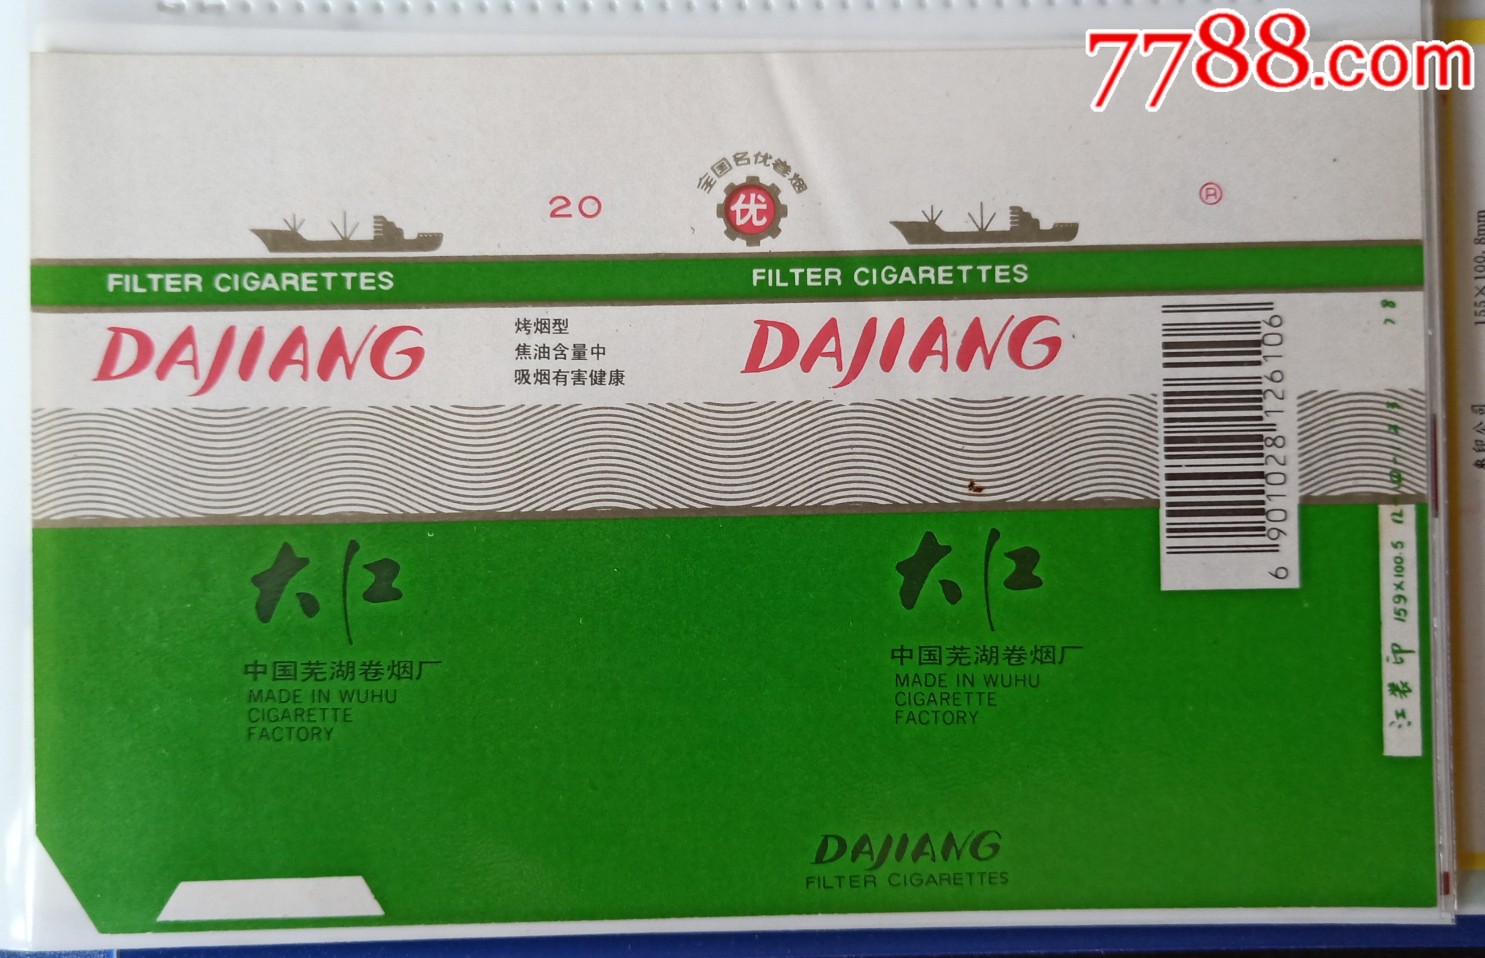 7788.com
全国名优卷烟
优
20
R
FILTER CIGARETTES
FILTER CIGARETTES
DAJIANG
烤烟型
焦油含量中
吸烟有害健康
DAJIANG
6 901028 126106
大江
中国芜湖卷烟厂
MADE IN WUHU
CIGARETTE
FACTORY
大江
中国芜湖卷烟厂
MADE IN WUHU
CIGARETTE
FACTORY
DAJIANG
FILTER CIGARETTES
江装印 159×100.5
155×100.8mm